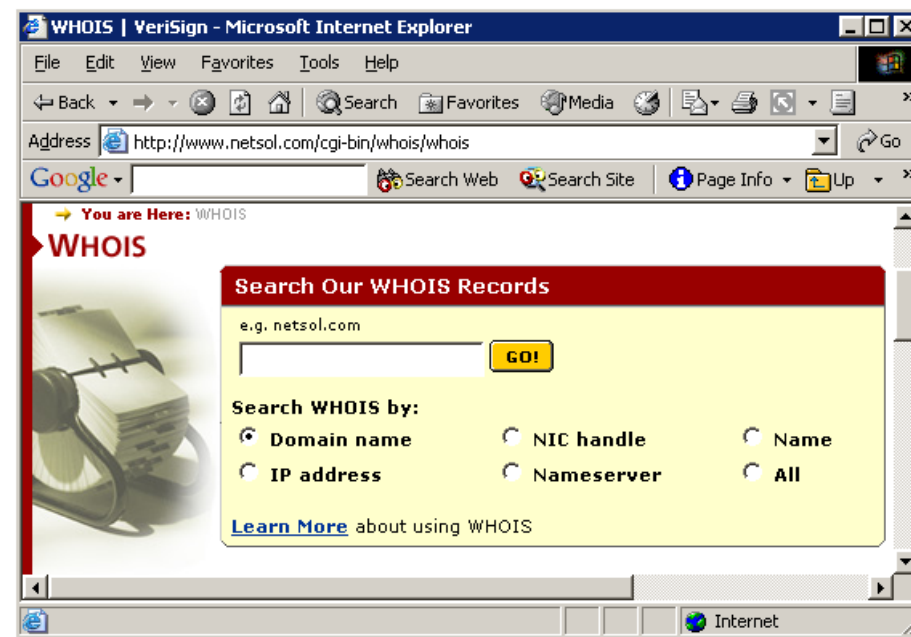 WHOIS | VeriSign - Microsoft Internet Explorer
File Edit View Favorites Tools Help
Back Search Favorites Media
Address http://www.netsol.com/cgi-bin/whois/whois Go
Google Search Web Search Site Page Info Up
You are Here: WHOIS
WHOIS
Search Our WHOIS Records
e.g. netsol.com
GO!
Search WHOIS by:
Domain name NIC handle Name
IP address Nameserver All
Learn More about using WHOIS
Internet